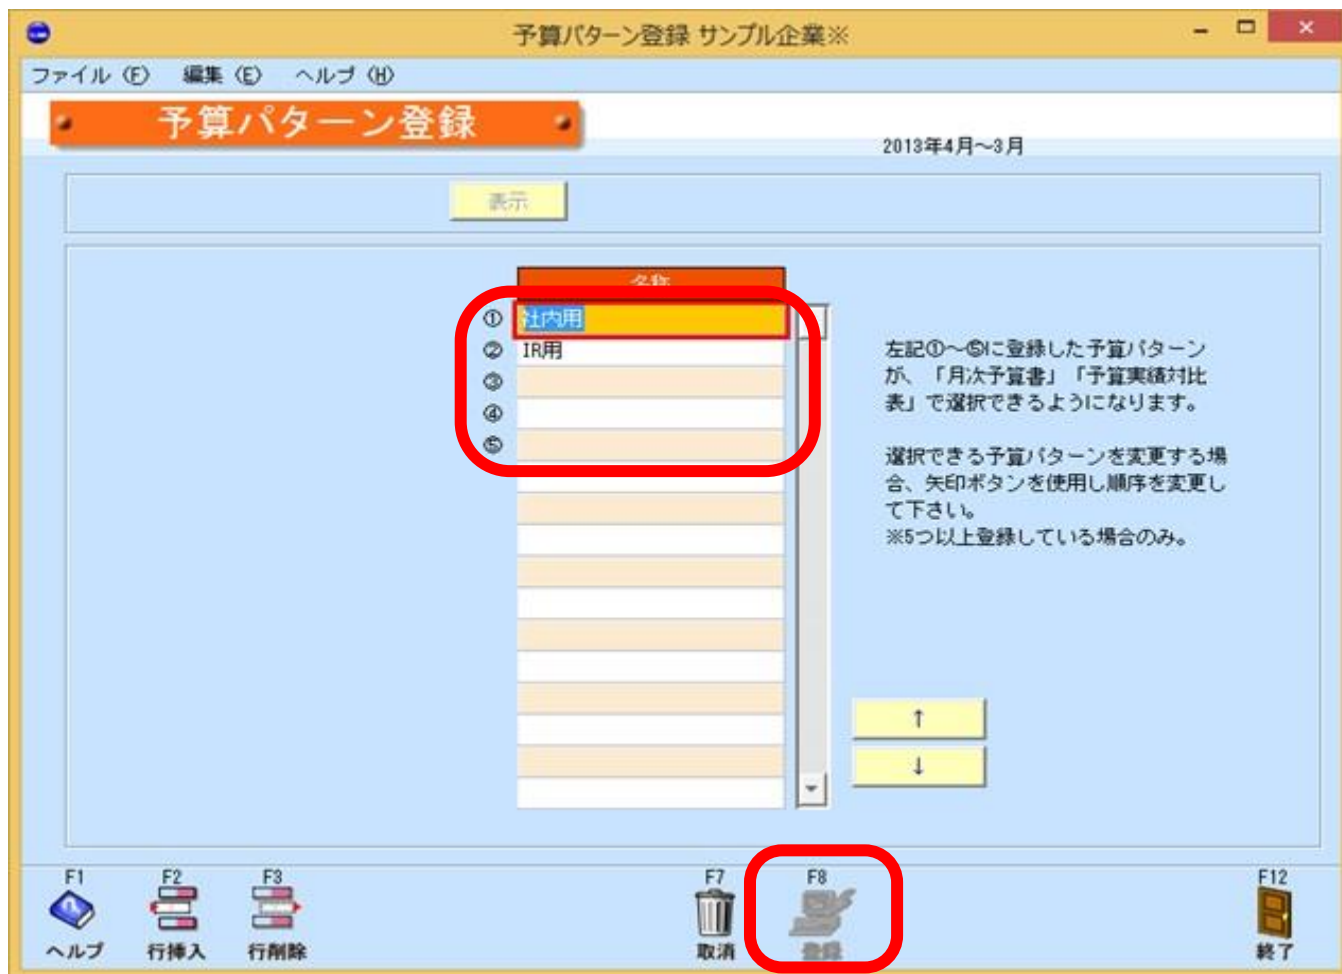 予算パターン登録 サンプル企業※
ファイル (F) 編集 (E) ヘルプ (H)
予算パターン登録
2013年4月～3月
表示
名称
① 社内用
② IR用
③
④
⑤
左記①～⑤に登録した予算パターン
が、「月次予算書」「予算実績対比
表」で選択できるようになります。
選択できる予算パターンを変更する場
合、矢印ボタンを使用し順序を変更し
て下さい。
※5つ以上登録している場合のみ。
↑
↓
F1 F2 F3 F7 F8 F12
ヘルプ 行挿入 行削除 取消 登録 終了